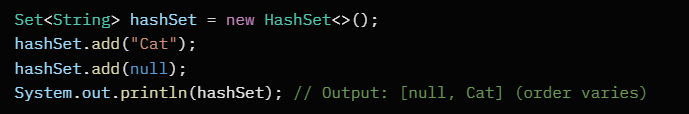 Set<String> hashSet = new HashSet<>();
hashSet.add("Cat");
hashSet.add(null);
System.out.println(hashSet); // Output: [null, Cat] (order varies)